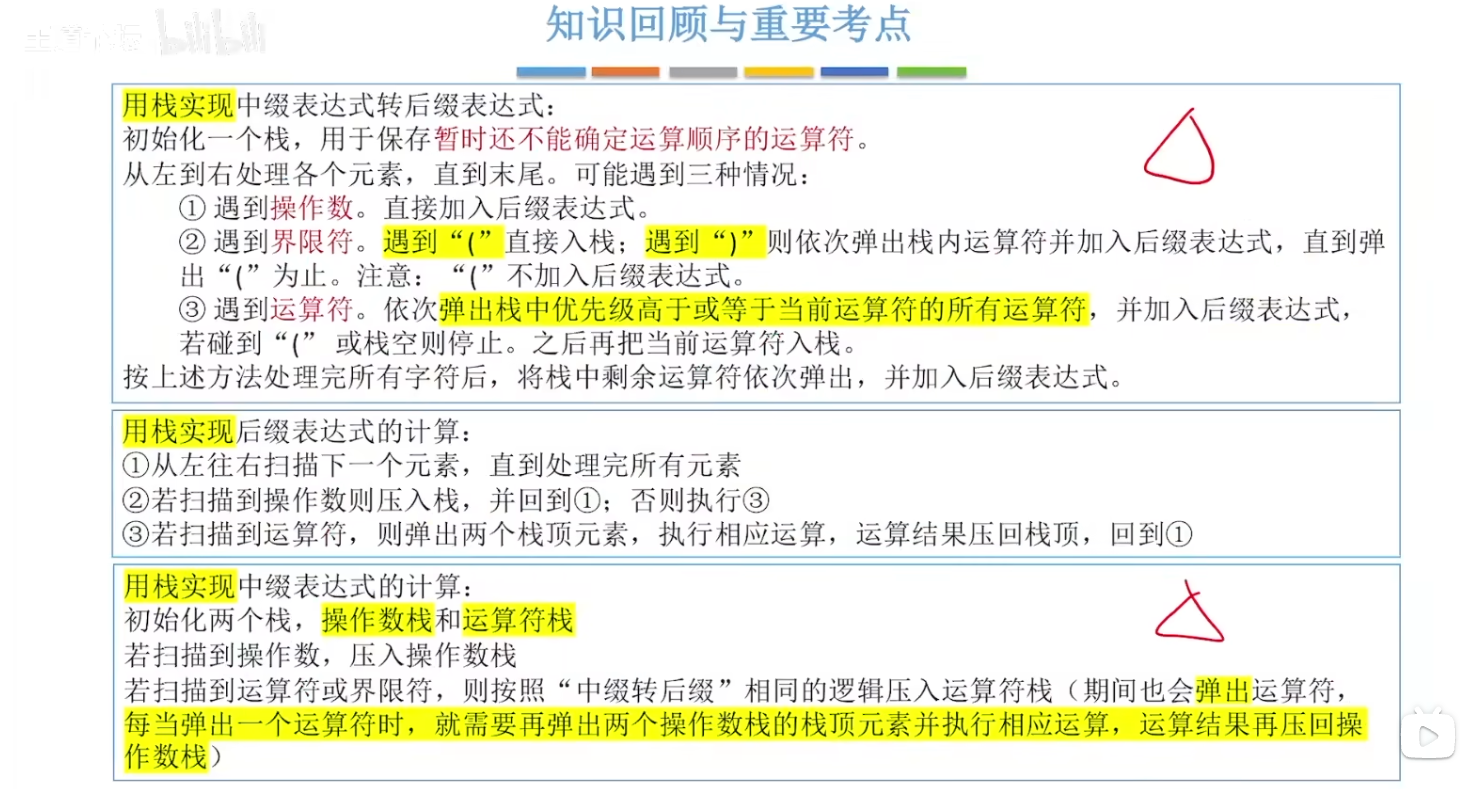 知识回顾与重要考点
bilibili
用栈实现中缀表达式转后缀表达式：
初始化一个栈，用于保存暂时还不能确定运算顺序的运算符。
从左到右处理各个元素，直到末尾。可能遇到三种情况：
① 遇到操作数。直接加入后缀表达式。
② 遇到界限符。遇到“(”直接入栈；遇到“)”则依次弹出栈内运算符并加入后缀表达式，直到弹
出“(”为止。注意：“(”不加入后缀表达式。
③ 遇到运算符。依次弹出栈中优先级高于或等于当前运算符的所有运算符，并加入后缀表达式，
若碰到“(” 或栈空则停止。之后再把当前运算符入栈。
按上述方法处理完所有字符后，将栈中剩余运算符依次弹出，并加入后缀表达式。
用栈实现后缀表达式的计算：
①从左往右扫描下一个元素，直到处理完所有元素
②若扫描到操作数则压入栈，并回到①；否则执行③
③若扫描到运算符，则弹出两个栈顶元素，执行相应运算，运算结果压回栈顶，回到①
用栈实现中缀表达式的计算：
初始化两个栈，操作数栈和运算符栈
若扫描到操作数，压入操作数栈
若扫描到运算符或界限符，则按照“中缀转后缀”相同的逻辑压入运算符栈（期间也会弹出运算符，
每当弹出一个运算符时，就需要再弹出两个操作数栈的栈顶元素并执行相应运算，运算结果再压回操
作数栈）